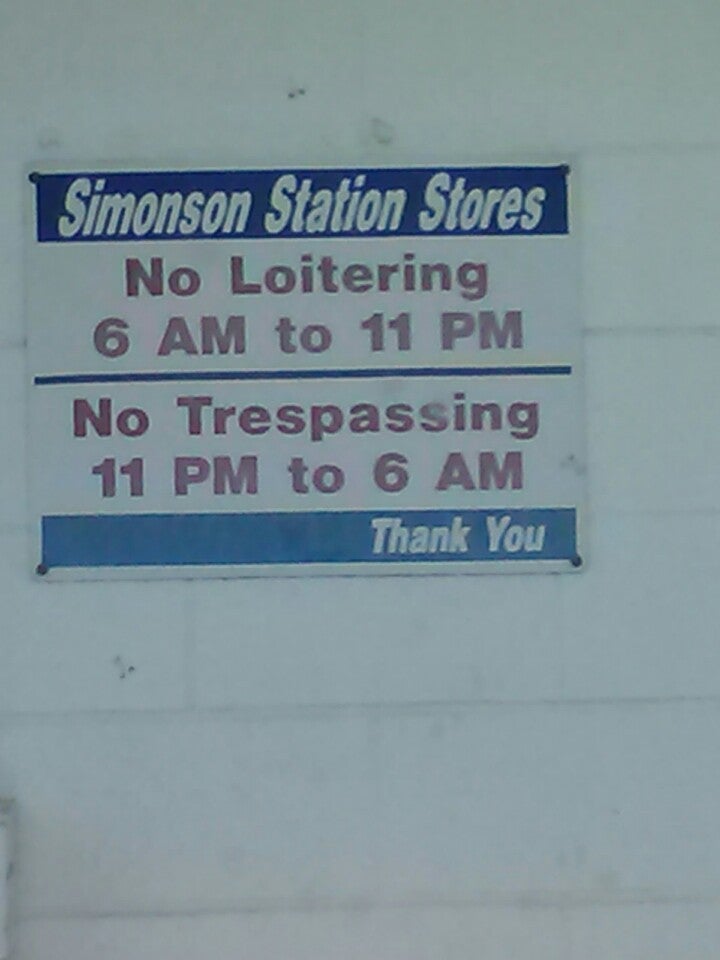 Simonson Station Stores
No Loitering
6 AM to 11 PM
No Trespassing
11 PM to 6 AM
Thank You